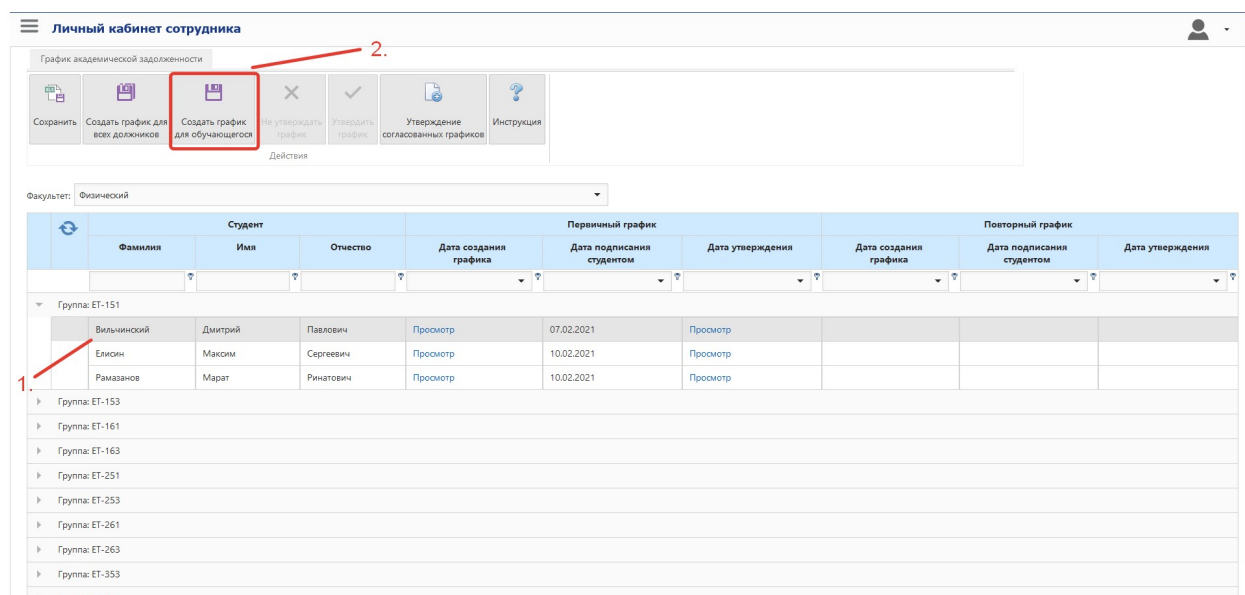 Личный кабинет сотрудника
2.
График академической задолженности
Сохранить
Создать график для
всех должников
Создать график
для обучающегося
Не утверждать
график
Утвердить
график
Утверждение
согласованных графиков
Инструкция
Действия
Факультет: Физический
Студент Первичный график Повторный график
Фамилия Имя Отчество Дата создания графика Дата подписания студентом Дата утверждения Дата создания графика Дата подписания студентом Дата утверждения
Группа: ЕТ-151
Вильчинский Дмитрий Павлович Просмотр 07.02.2021 Просмотр
Елисин Максим Сергеевич Просмотр 10.02.2021 Просмотр
1.
Рамазанов Марат Ринатович Просмотр 10.02.2021 Просмотр
Группа: ЕТ-153
Группа: ЕТ-161
Группа: ЕТ-163
Группа: ЕТ-251
Группа: ЕТ-253
Группа: ЕТ-261
Группа: ЕТ-263
Группа: ЕТ-353